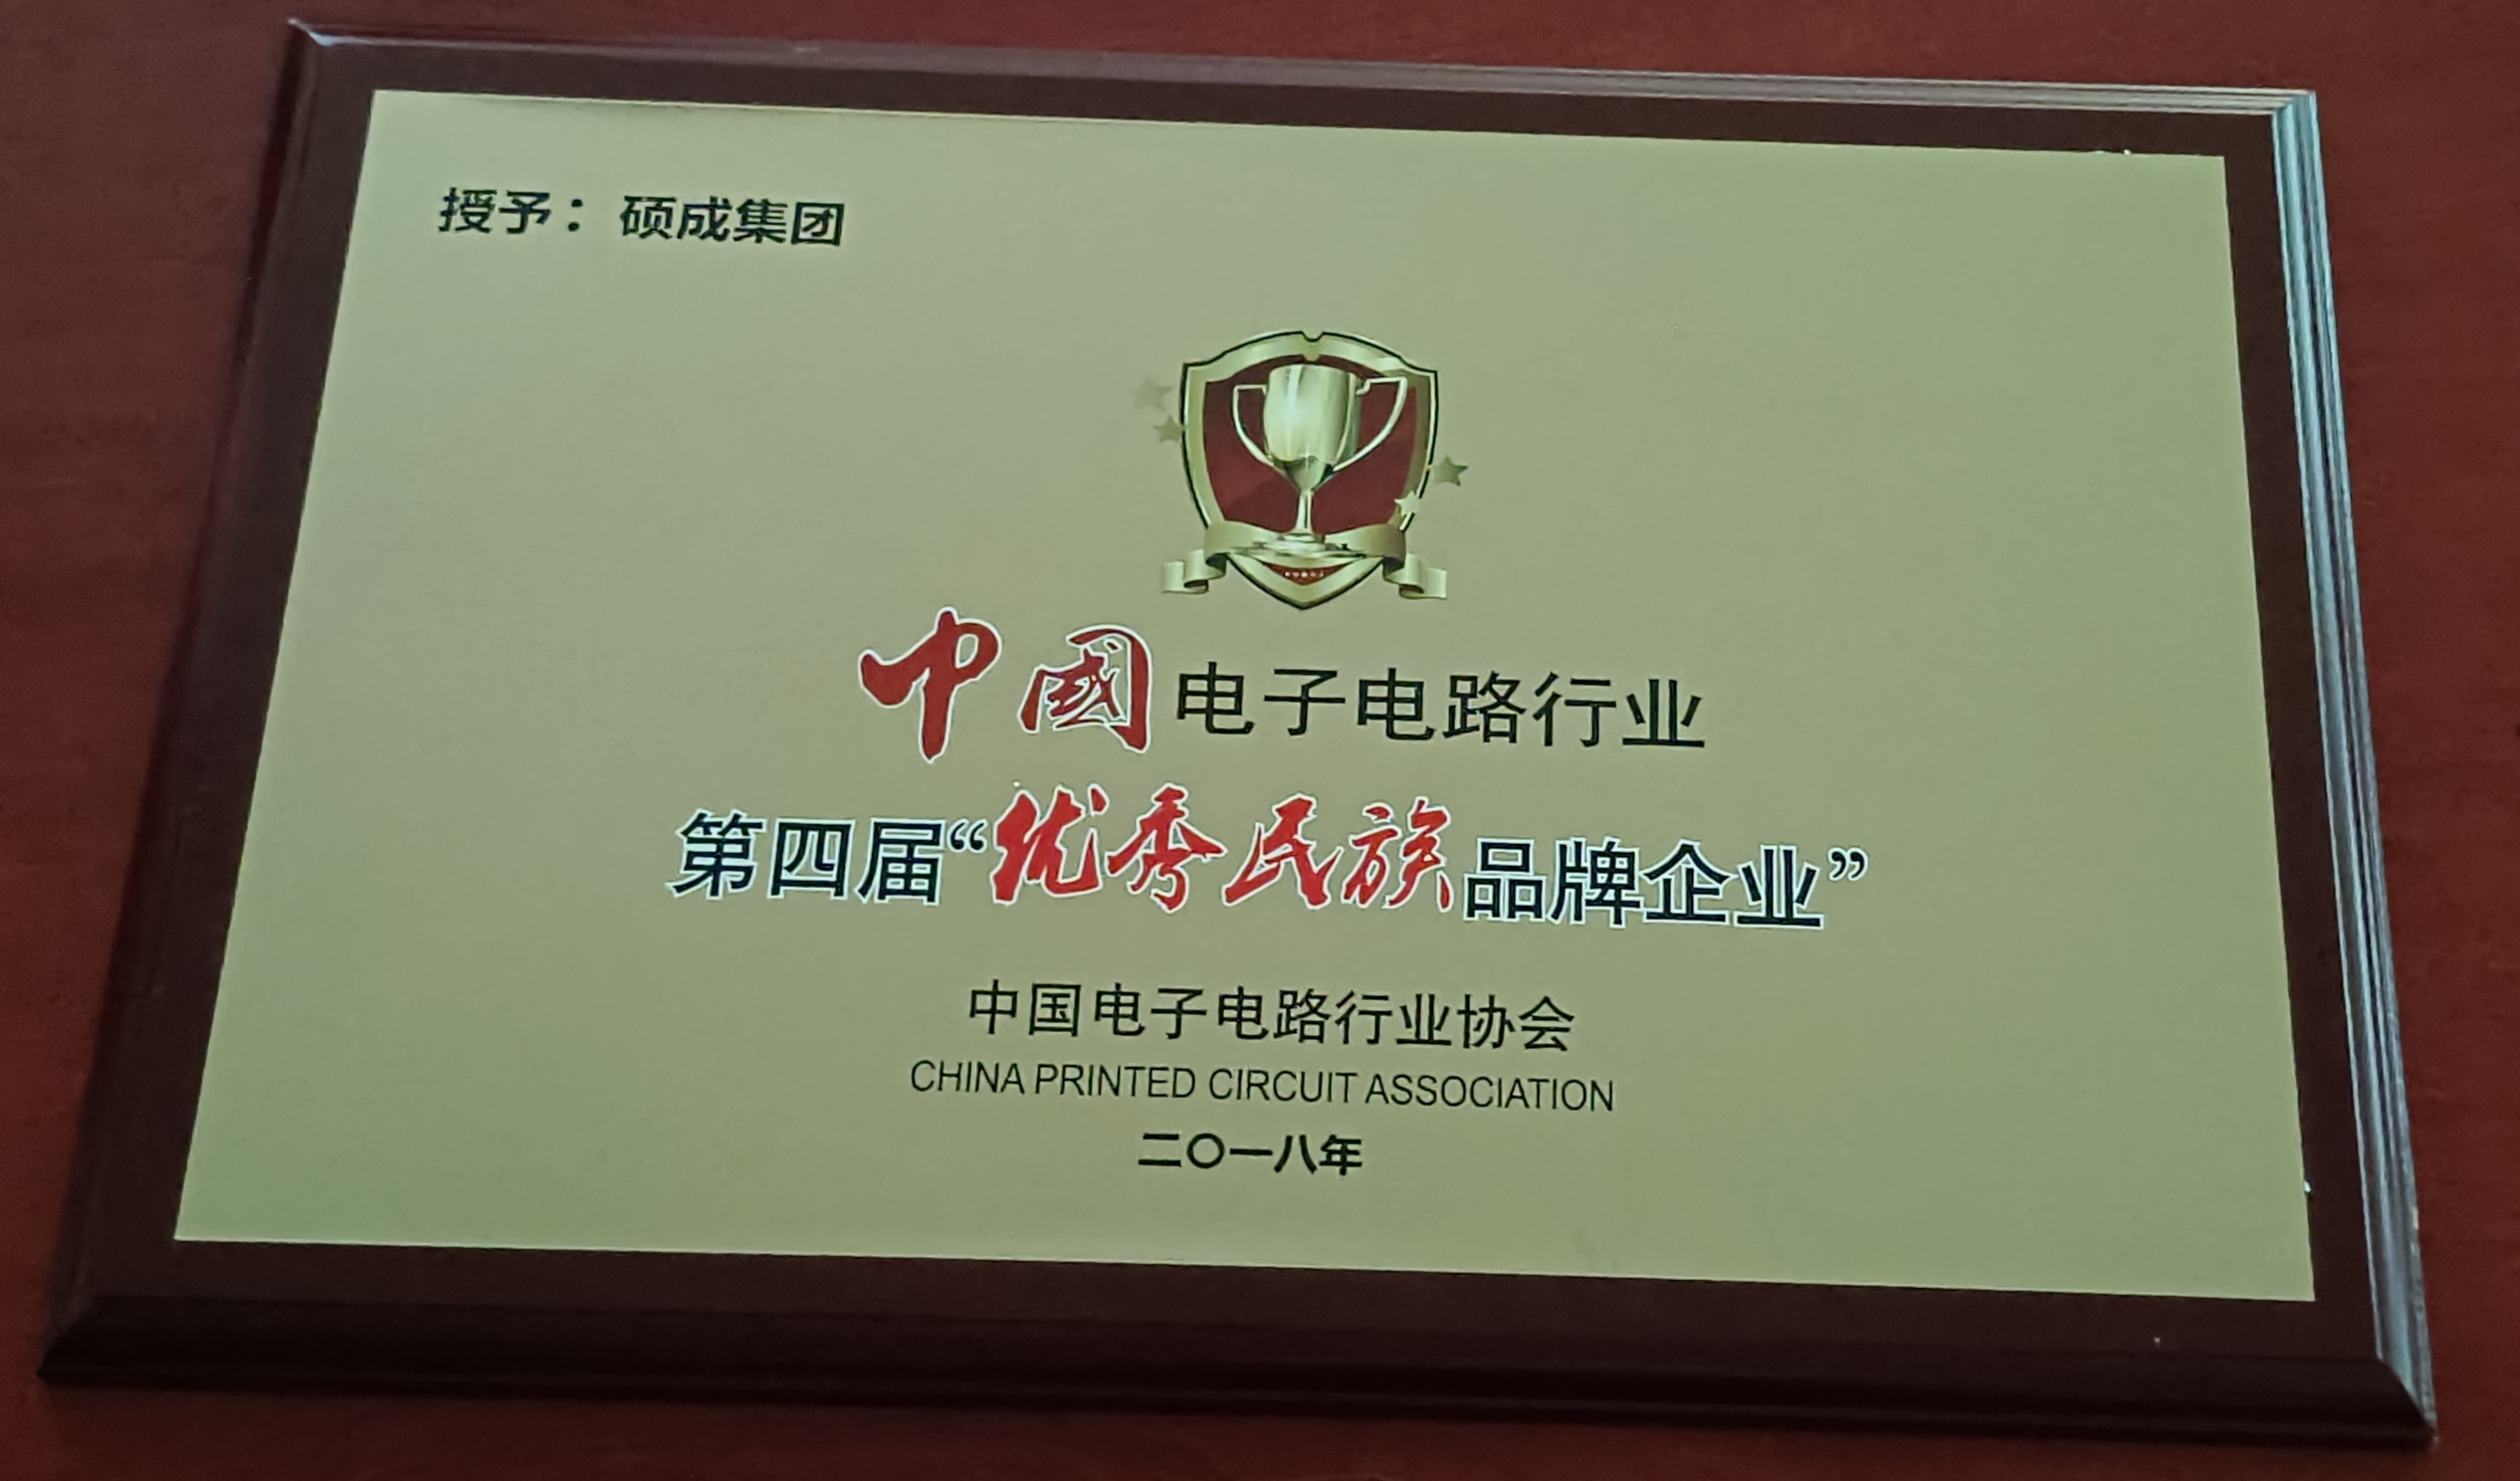 授予：硕成集团
中國电子电路行业
第四届“优秀民族品牌企业”
中国电子电路行业协会
CHINA PRINTED CIRCUIT ASSOCIATION
二〇一八年